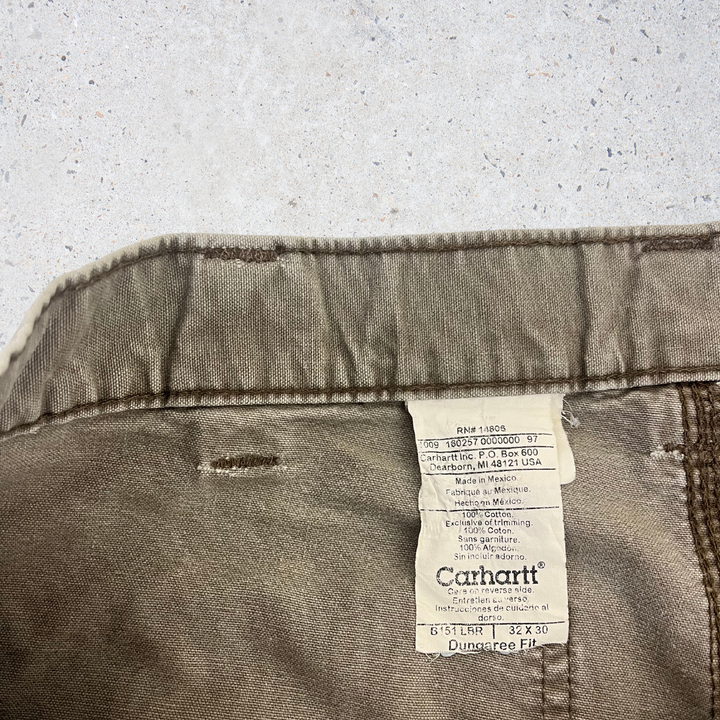 RN# 14806
1009 180257 0000000 97
Carhartt Inc. P.O. Box 600
Dearborn, MI 48121 USA
Made in Mexico.
Fabriqué au Mexique.
Hecho en México.
100% Cotton.
Exclusive of trimming.
100% Coton.
Sans garniture.
100% Algodón.
Sin incluir adorno.
Carhartt®
Care on reverse side.
Entretien au verso.
Instrucciones de cuidado al
dorso.
B151 LBR | 32 X 30
Dungaree Fit